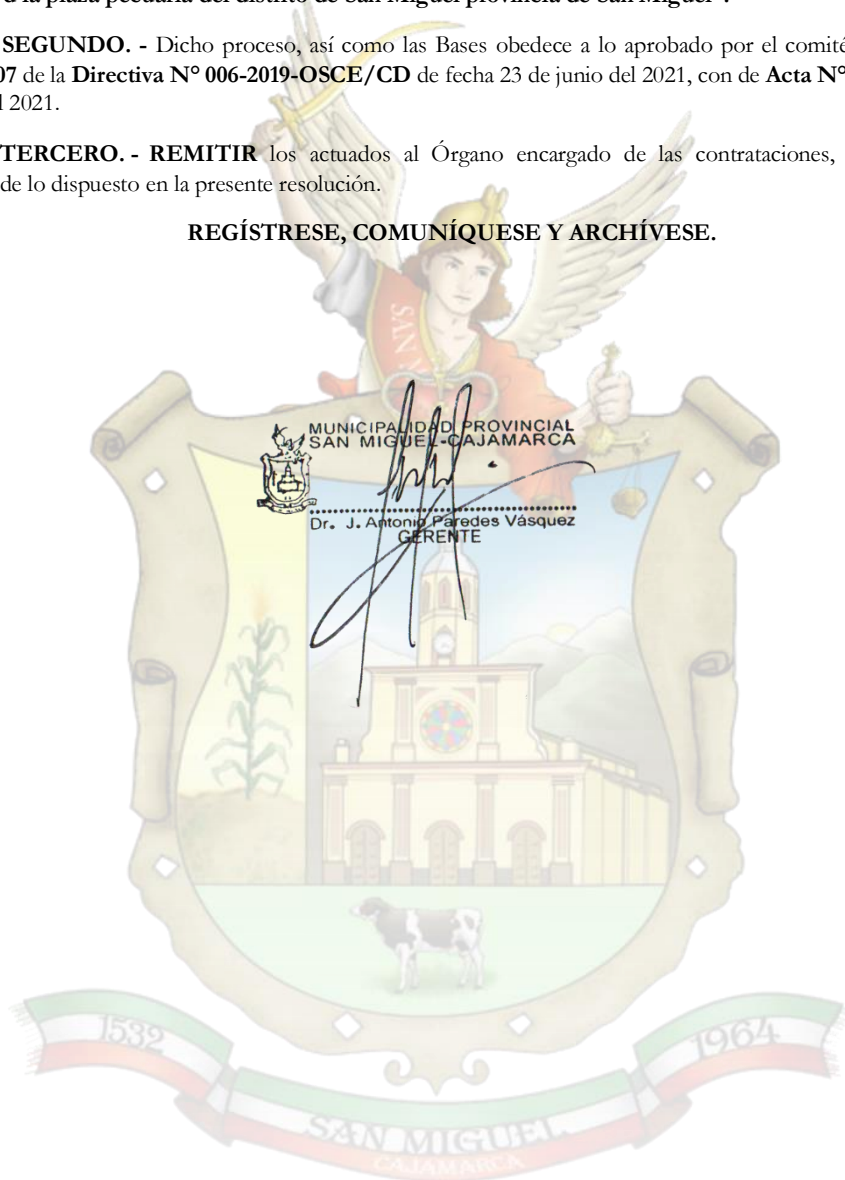 d la plaza pecuaria del distrito de San Miguel provincia de San Miguel".
SEGUNDO. - Dicho proceso, así como las Bases obedece a lo aprobado por el comité
07 de la Directiva N° 006-2019-OSCE/CD de fecha 23 de junio del 2021, con de Acta N°
l 2021.
TERCERO. - REMITIR los actuados al Órgano encargado de las contrataciones,
de lo dispuesto en la presente resolución.
REGÍSTRESE, COMUNÍQUESE Y ARCHÍVESE.
SAN
MUNICIPALIDAD PROVINCIAL
SAN MIGUEL-CAJAMARCA
Dr. J. Antonio Paredes Vásquez
GERENTE
1532
1964
SAN MIGUEL
CAJAMARCA